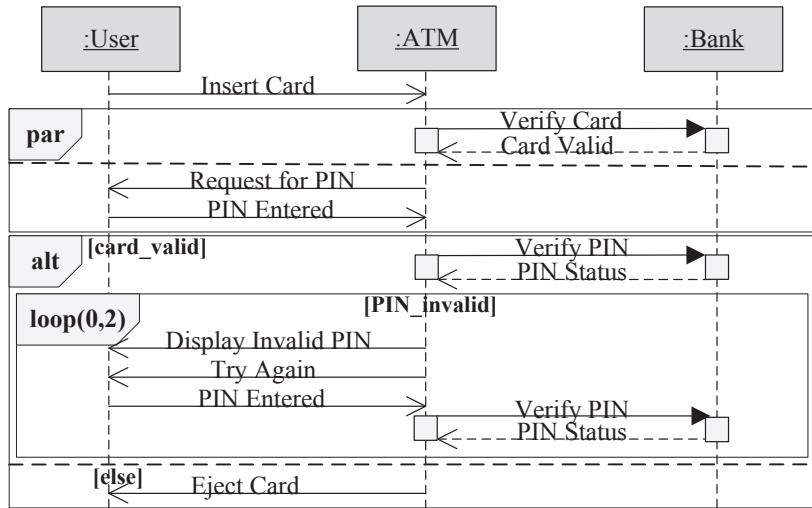 :User :ATM :Bank
Insert Card
par
Verify Card
Card Valid
Request for PIN
PIN Entered
alt
[card_valid]
Verify PIN
PIN Status
loop(0,2)
[PIN_invalid]
Display Invalid PIN
Try Again
PIN Entered
Verify PIN
PIN Status
[else]
Eject Card